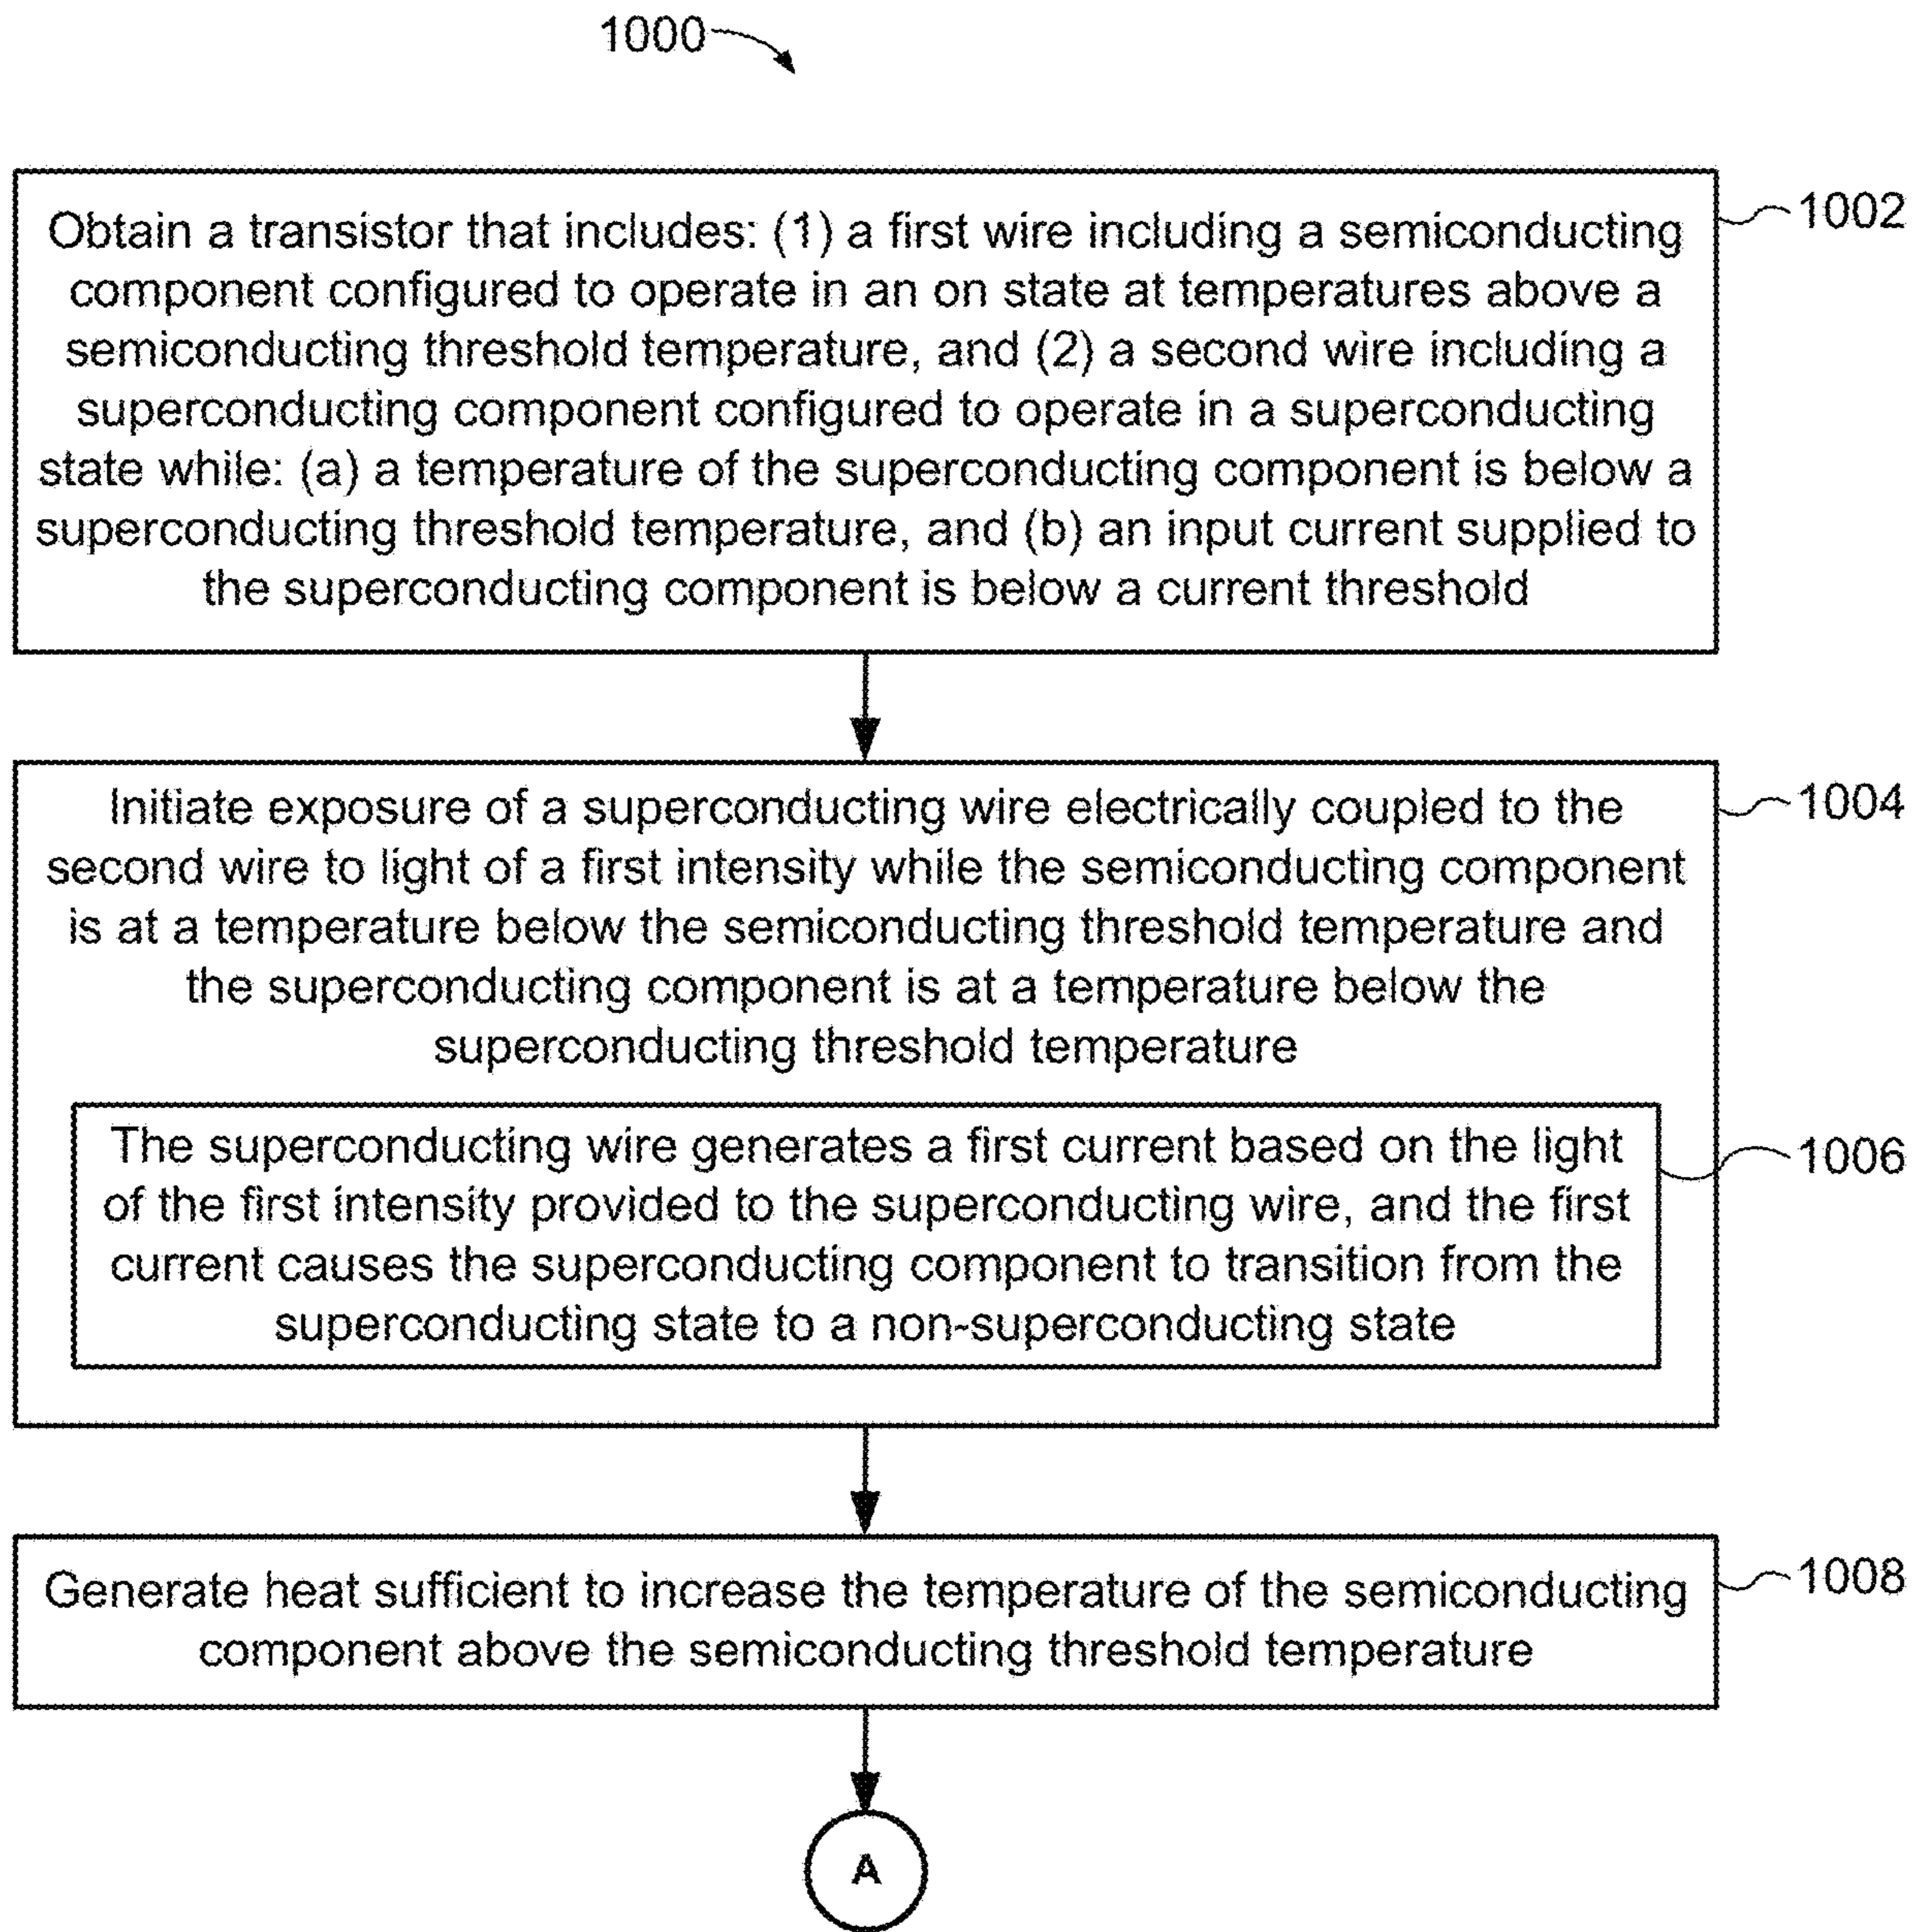 1000
Obtain a transistor that includes: (1) a first wire including a semiconducting
1002
component configured to operate in an on state at temperatures above a
semiconducting threshold temperature, and (2) a second wire including a
superconducting component configured to operate in a superconducting
state while: (a) a temperature of the superconducting component is below a
superconducting threshold temperature, and (b) an input current supplied to
the superconducting component is below a current threshold
Initiate exposure of a superconducting wire electrically coupled to the
1004
second wire to light of a first intensity while the semiconducting component
is at a temperature below the semiconducting threshold temperature and
the superconducting component is at a temperature below the
superconducting threshold temperature
The superconducting wire generates a first current based on the light
1006
of the first intensity provided to the superconducting wire, and the first
current causes the superconducting component to transition from the
superconducting state to a non-superconducting state
Generate heat sufficient to increase the temperature of the semiconducting
1008
component above the semiconducting threshold temperature
A